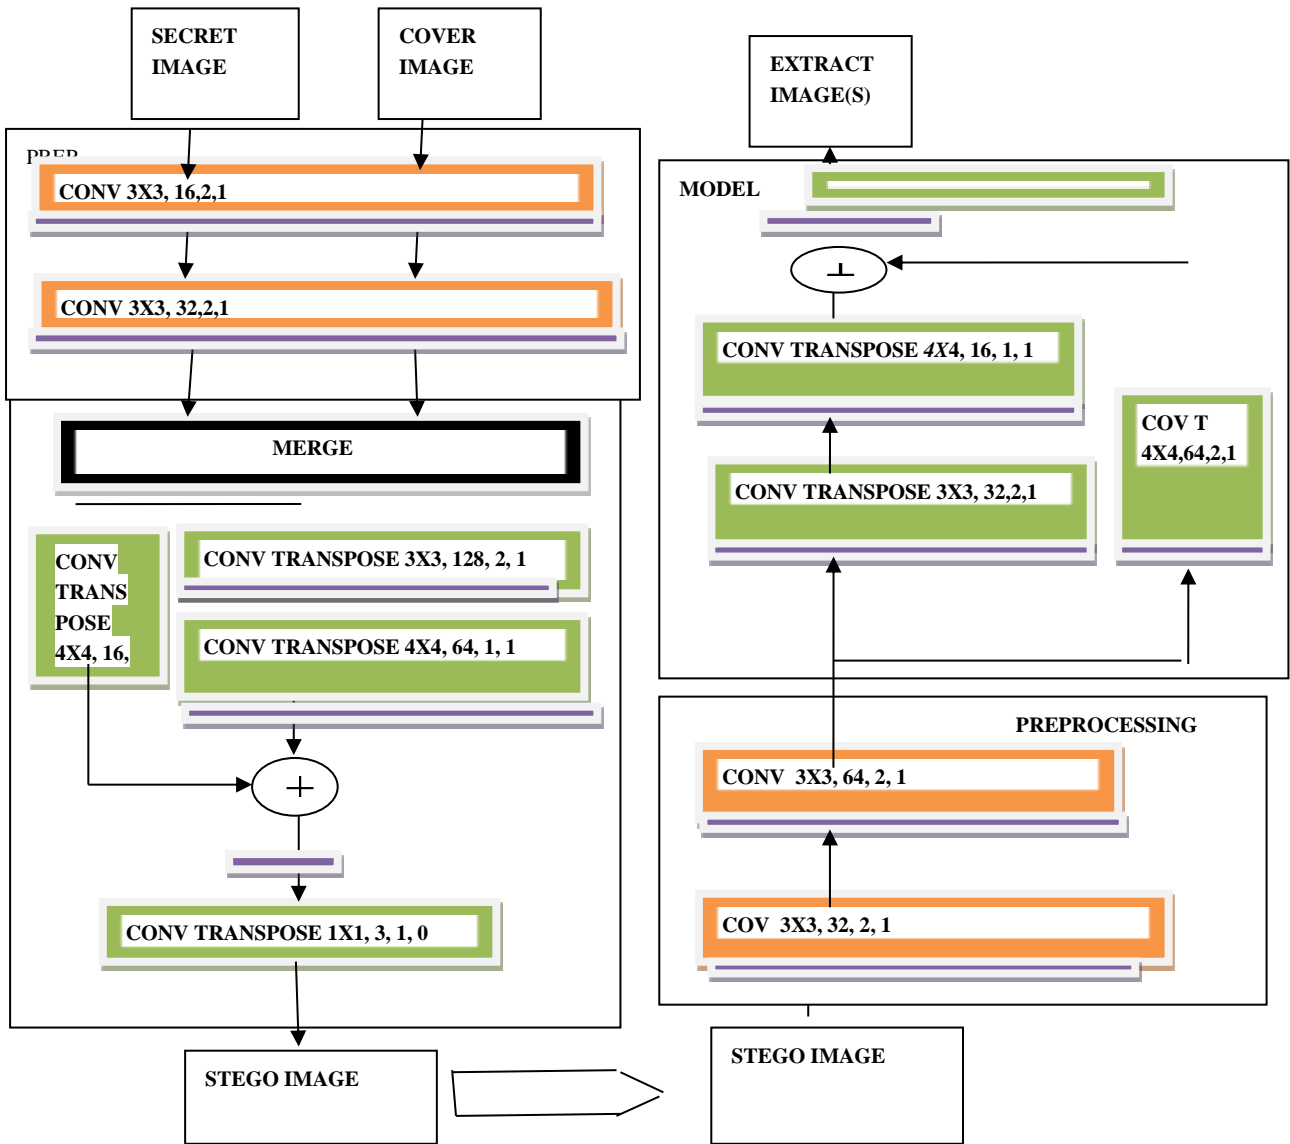 SECRET
IMAGE
COVER
IMAGE
CONV 3X3, 16,2,1
CONV 3X3, 32,2,1
MERGE
CONV
TRANS
POSE
4X4, 16,
CONV TRANSPOSE 3X3, 128, 2, 1
CONV TRANSPOSE 4X4, 64, 1, 1
CONV TRANSPOSE 1X1, 3, 1, 0
STEGO IMAGE
EXTRACT
IMAGE(S)
MODEL
CONV TRANSPOSE 4X4, 16, 1, 1
COV T
4X4,64,2,1
CONV TRANSPOSE 3X3, 32,2,1
PREPROCESSING
CONV 3X3, 64, 2, 1
COV 3X3, 32, 2, 1
STEGO IMAGE